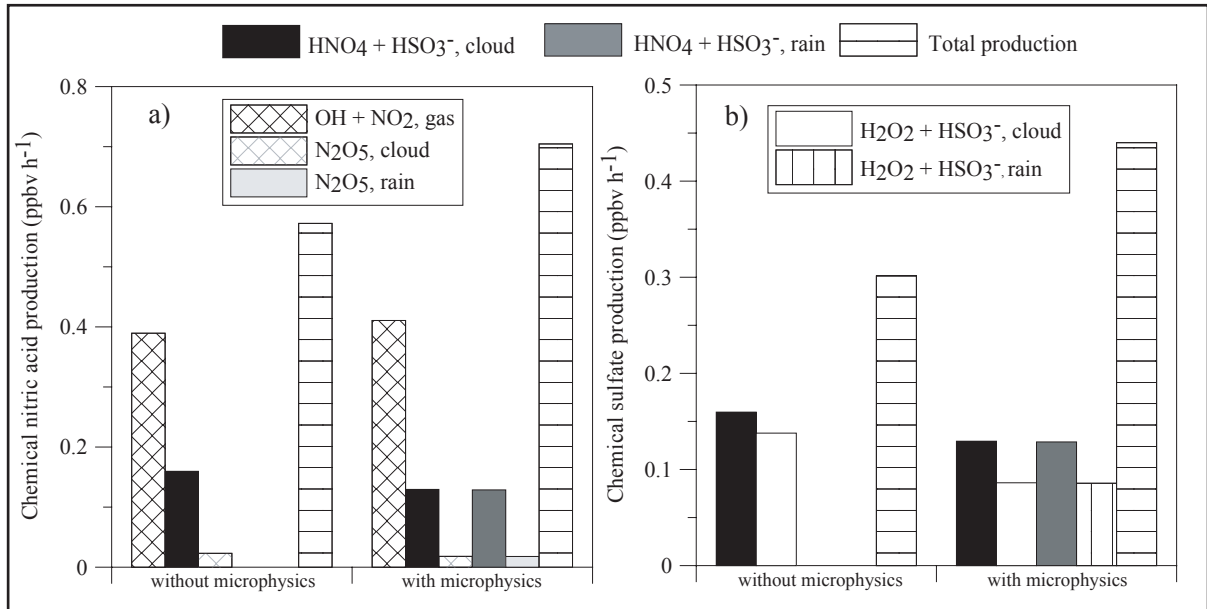 HNO4 + HSO3-, cloud
HNO4 + HSO3-, rain
Total production
a)
OH + NO2, gas
N2O5, cloud
N2O5, rain
Chemical nitric acid production (ppbv h-1)
0.8
0.6
0.4
0.2
0
without microphysics
with microphysics
b)
H2O2 + HSO3-, cloud
H2O2 + HSO3-, rain
Chemical sulfate production (ppbv h-1)
0.5
0.4
0.3
0.2
0.1
0
without microphysics
with microphysics